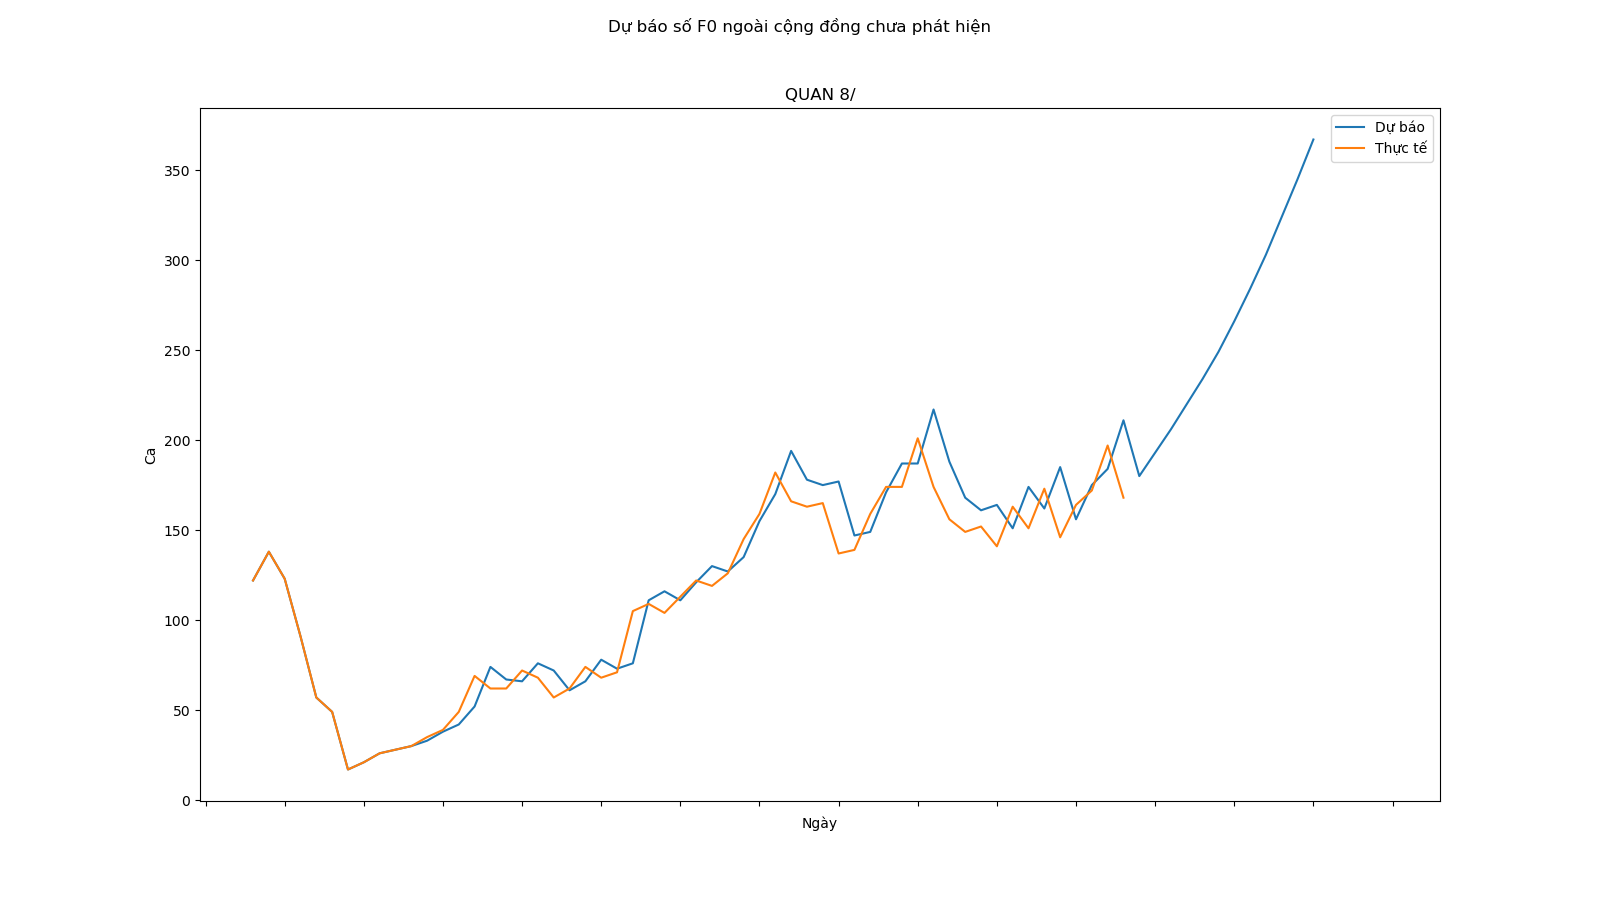 Dự báo số F0 ngoài cộng đồng chưa phát hiện
QUAN 8/
Dự báo
Thực tế
350
300
250
200
150
100
50
0
Ca
Ngày